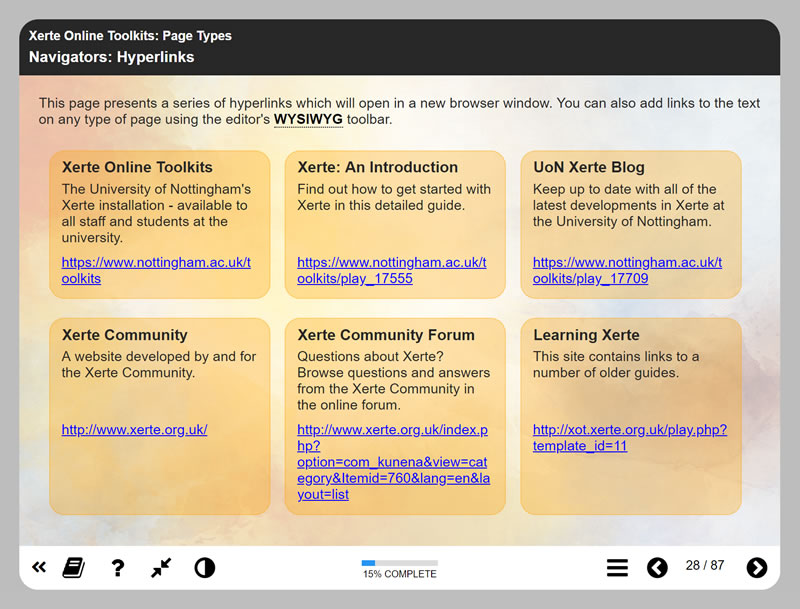 Xerte Online Toolkits: Page Types
Navigators: Hyperlinks
This page presents a series of hyperlinks which will open in a new browser window. You can also add links to the text
on any type of page using the editor's WYSIWYG toolbar.
Xerte Online Toolkits
The University of Nottingham's
Xerte installation - available to
all staff and students at the
university.
https://www.nottingham.ac.uk/t
oolkits
Xerte: An Introduction
Find out how to get started with
Xerte in this detailed guide.
https://www.nottingham.ac.uk/t
oolkits/play_17555
UoN Xerte Blog
Keep up to date with all of the
latest developments in Xerte at
the University of Nottingham.
https://www.nottingham.ac.uk/t
oolkits/play_17709
Xerte Community
A website developed by and for
the Xerte Community.
http://www.xerte.org.uk/
Xerte Community Forum
Questions about Xerte?
Browse questions and answers
from the Xerte Community in
the online forum.
http://www.xerte.org.uk/index.p
hp?
option=com_kunena&view=cat
egory&Itemid=760&lang=en&la
yout=list
Learning Xerte
This site contains links to a
number of older guides.
http://xot.xerte.org.uk/play.php?
template_id=11
15% COMPLETE
28 / 87